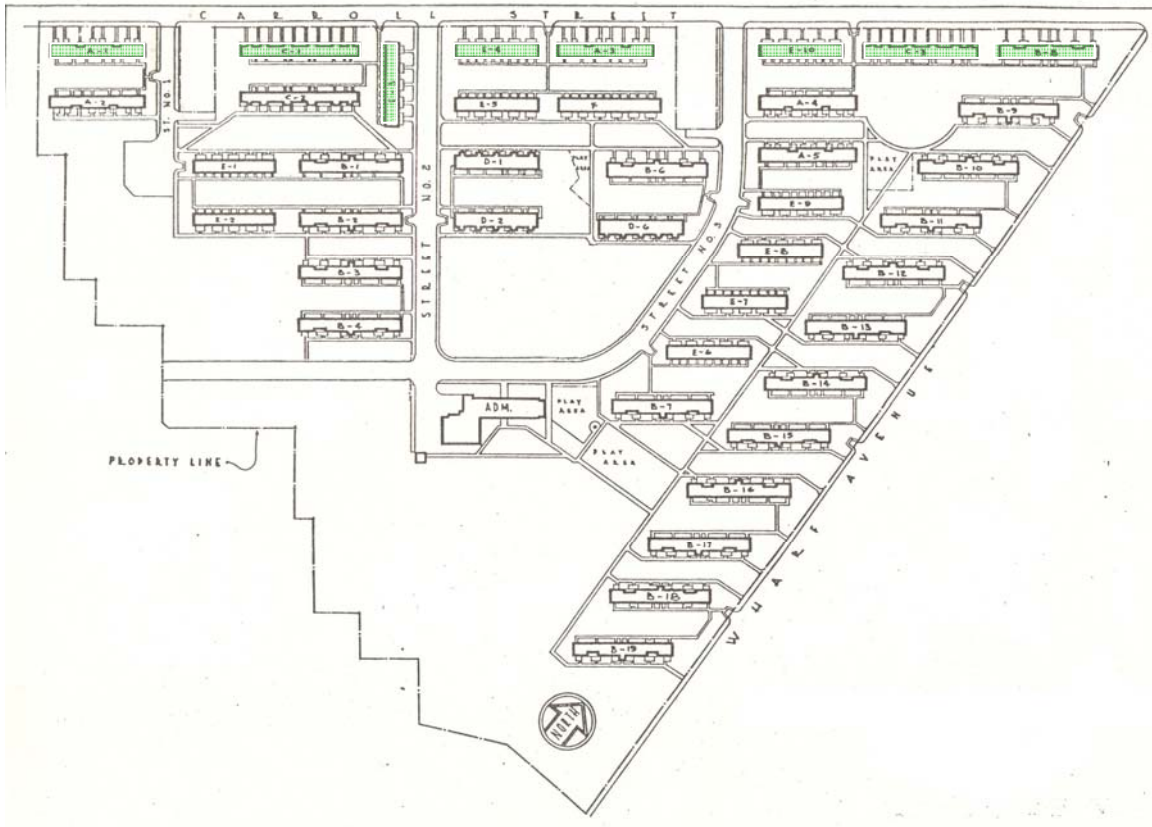 CARROLL STREET
A-1
E-4
A-3
E-10
C-3
B-8
A-2
ST. NO. 1
C-2
E-5
F
A-4
B-9
E-1
B-1
D-1
PLAY AREA
B-6
A-5
PLAY AREA
B-10
E-2
B-2
STREET NO. 2
D-2
D-6
E-9
B-11
B-3
E-8
B-12
STREET NO. 3
E-7
B-4
B-13
E-6
B-14
ADM.
PLAY
AREA
B-7
B-15
PROPERTY LINE
PLAY
AREA
B-16
WHARF AVENUE
B-17
B-18
B-19
NORTH